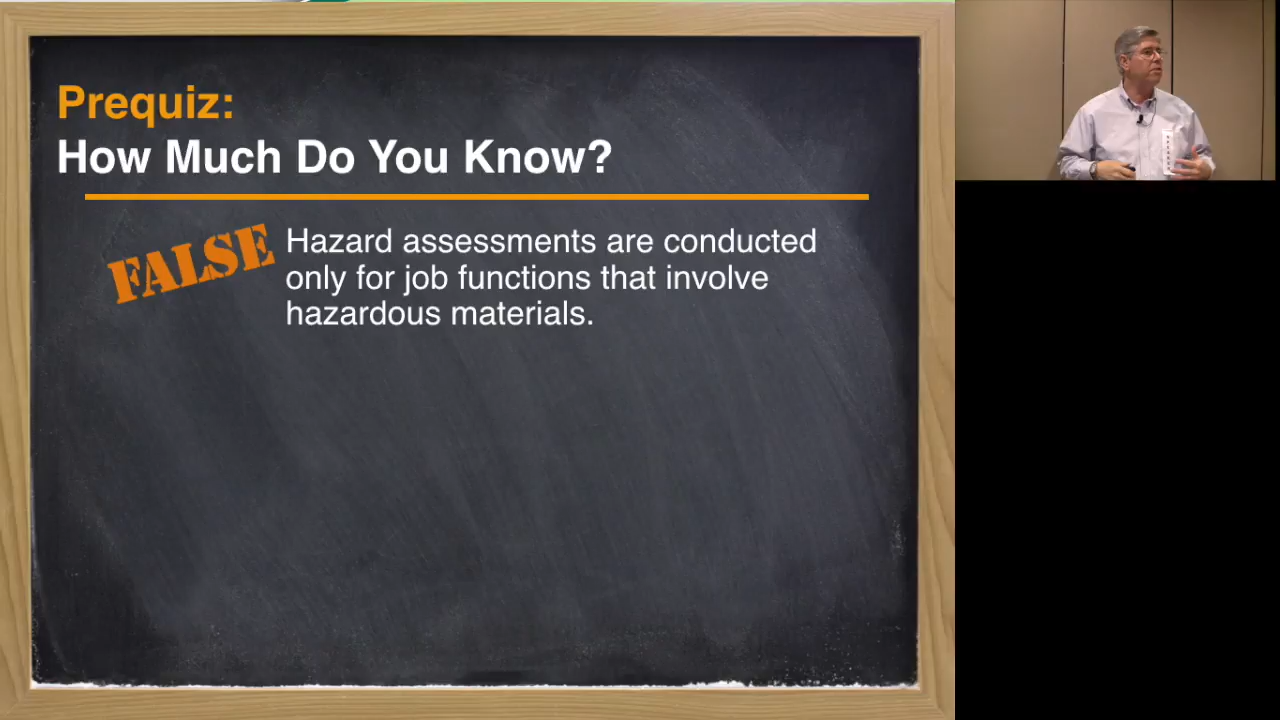 Prequiz:
How Much Do You Know?
FALSE
Hazard assessments are conducted
only for job functions that involve
hazardous materials.